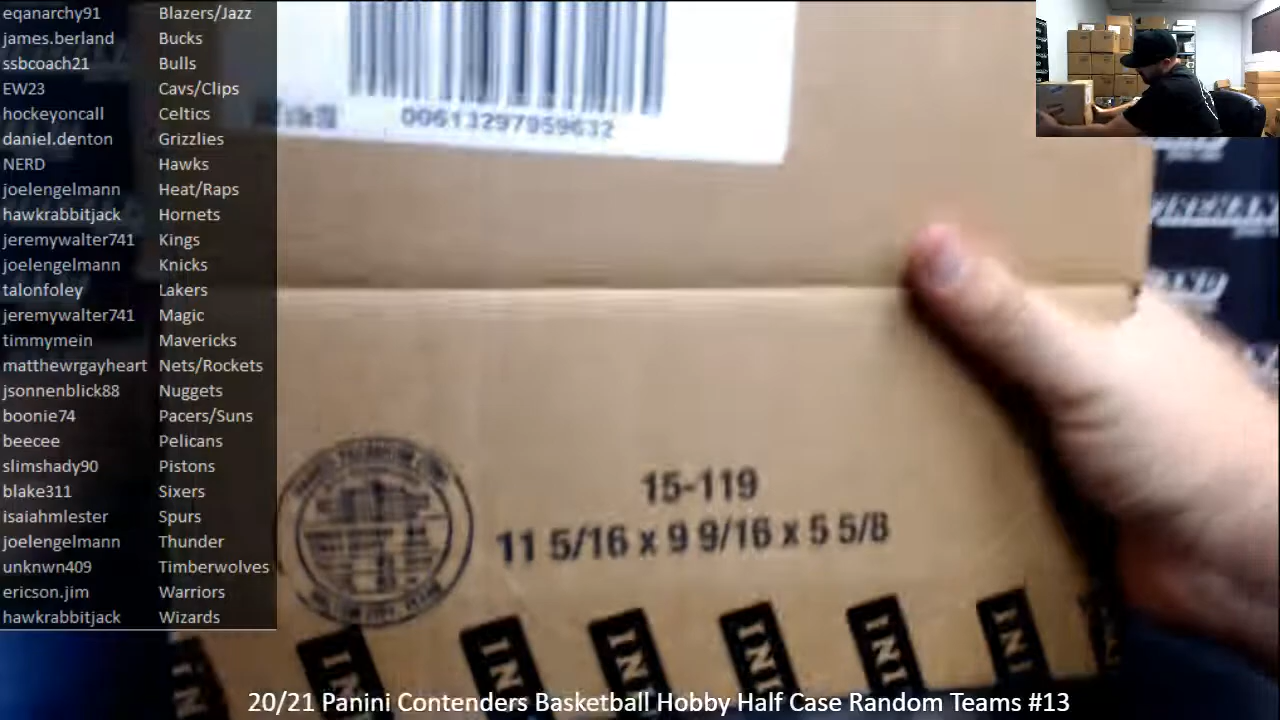 eqanarchy91 Blazers/Jazz
james.berland Bucks
ssbcoach21 Bulls
EW23 Cavs/Clips
hockeyoncall Celtics
daniel.denton Grizzlies
NERD Hawks
joelengelmann Heat/Raps
hawkrabbitjack Hornets
jeremywalter741 Kings
joelengelmann Knicks
talonfoley Lakers
jeremywalter741 Magic
timmymein Mavericks
matthewrgayheart Nets/Rockets
jsonnenblick88 Nuggets
boonie74 Pacers/Suns
beecee Pelicans
slimshady90 Pistons
blake311 Sixers
isaiahmlester Spurs
joelengelmann Thunder
unknwn409 Timberwolves
ericson.jim Warriors
hawkrabbitjack Wizards
00613297959632
15-119
11 5/16 x 9 9/16 x 5 5/8
20/21 Panini Contenders Basketball Hobby Half Case Random Teams #13